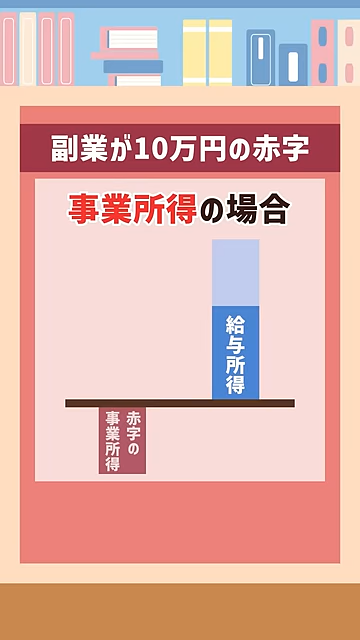 副業が10万円の赤字
事業所得の場合
給与所得
赤字の
事業所得